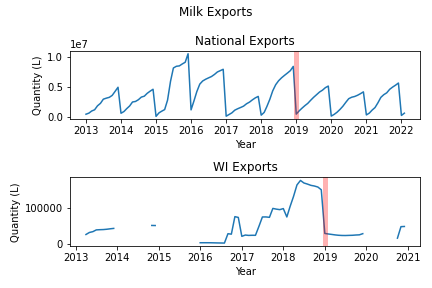 Milk Exports
National Exports
1e7
1.0
0.5
0.0
Quantity (L)
2013 2014 2015 2016 2017 2018 2019 2020 2021 2022
Year
WI Exports
100000
0
Quantity (L)
2013 2014 2015 2016 2017 2018 2019 2020 2021
Year